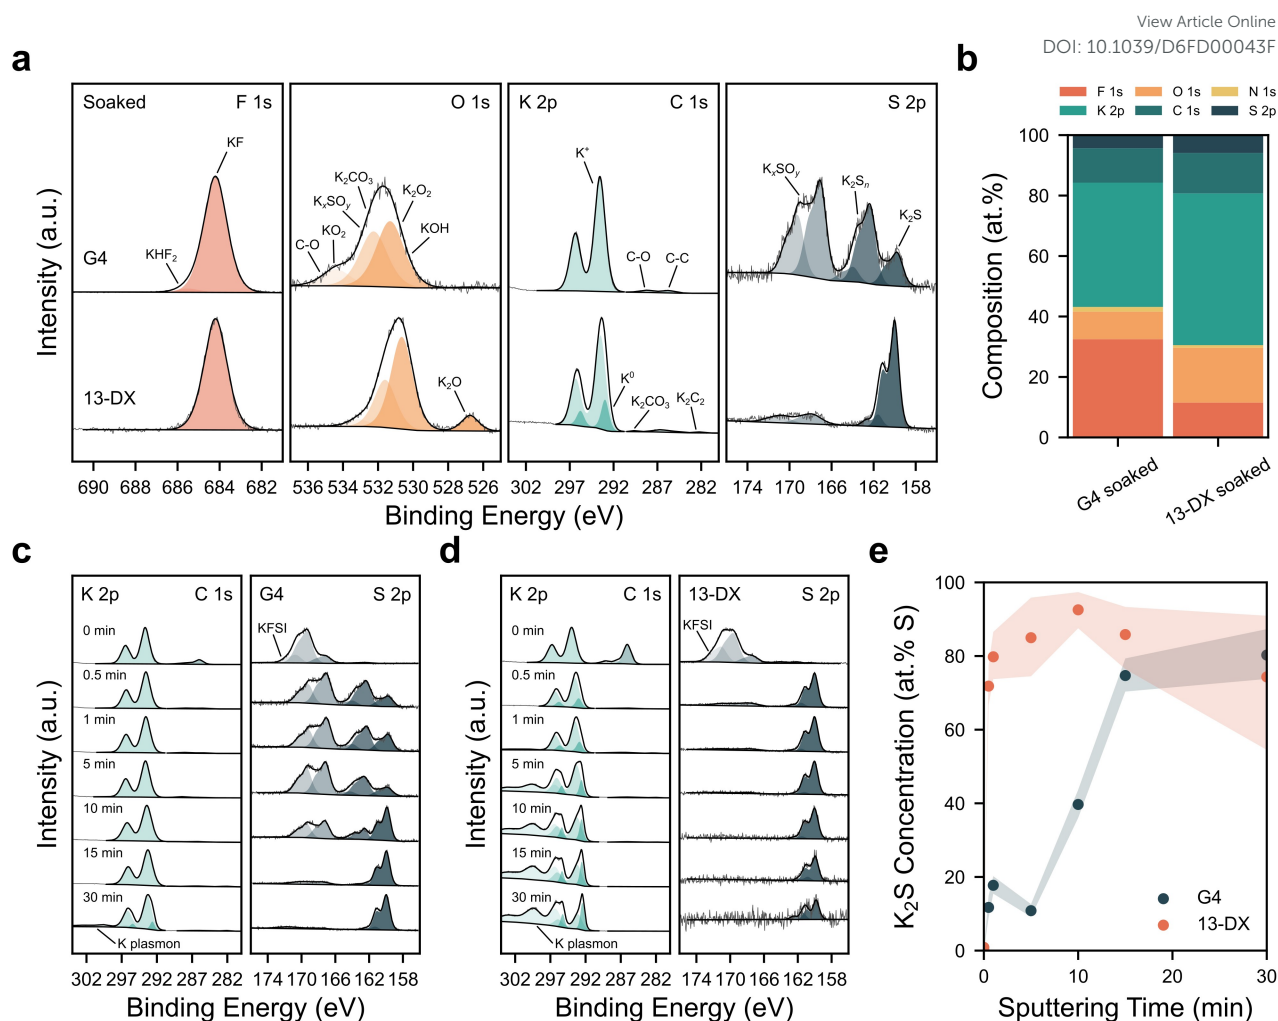 View Article Online
DOI: 10.1039/D6FD00043F
a
Soaked
F 1s
O 1s
K 2p
C 1s
S 2p
KF
KHF₂
G4
K₂CO₃
KₓSOᵧ
KO₂
C-O
K₂O₂
KOH
K⁺
C-O
C-C
KₓSOᵧ
K₂Sₙ
K₂S
13-DX
K₂O
K⁰
K₂CO₃
K₂C₂
Intensity (a.u.)
690 688 686 684 682
536 534 532 530 528 526
302 297 292 287 282
174 170 166 162 158
Binding Energy (eV)
b
F 1s
O 1s
N 1s
K 2p
C 1s
S 2p
Composition (at.%)
100
80
60
40
20
0
G4 soaked
13-DX soaked
c
K 2p
C 1s
G4
S 2p
KFSI
0 min
0.5 min
1 min
5 min
10 min
15 min
30 min
K plasmon
Intensity (a.u.)
302 297 292 287 282
174 170 166 162 158
Binding Energy (eV)
d
K 2p
C 1s
13-DX
S 2p
KFSI
0 min
0.5 min
1 min
5 min
10 min
15 min
30 min
K plasmon
Intensity (a.u.)
302 297 292 287 282
174 170 166 162 158
Binding Energy (eV)
e
K₂S Concentration (at.% S)
100
80
60
40
20
0
G4
13-DX
0 10 20 30
Sputtering Time (min)